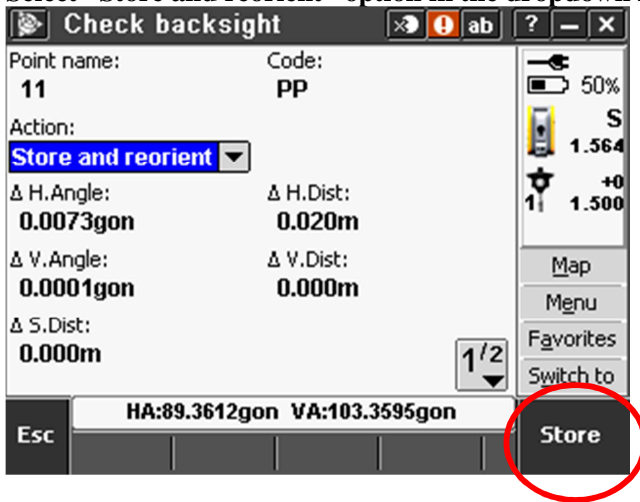 Select "Store and reorient" option in the dropdown
Check backsight
ab
?
Point name:
Code:
11
PP
50%
Action:
S
Store and reorient
1.564
Δ H.Angle:
Δ H.Dist:
+0
0.0073gon
0.020m
1
1.500
Δ V.Angle:
Δ V.Dist:
Map
0.0001gon
0.000m
Menu
Δ S.Dist:
Favorites
0.000m
1/2
Switch to
HA:89.3612gon VA:103.3595gon
Esc
Store